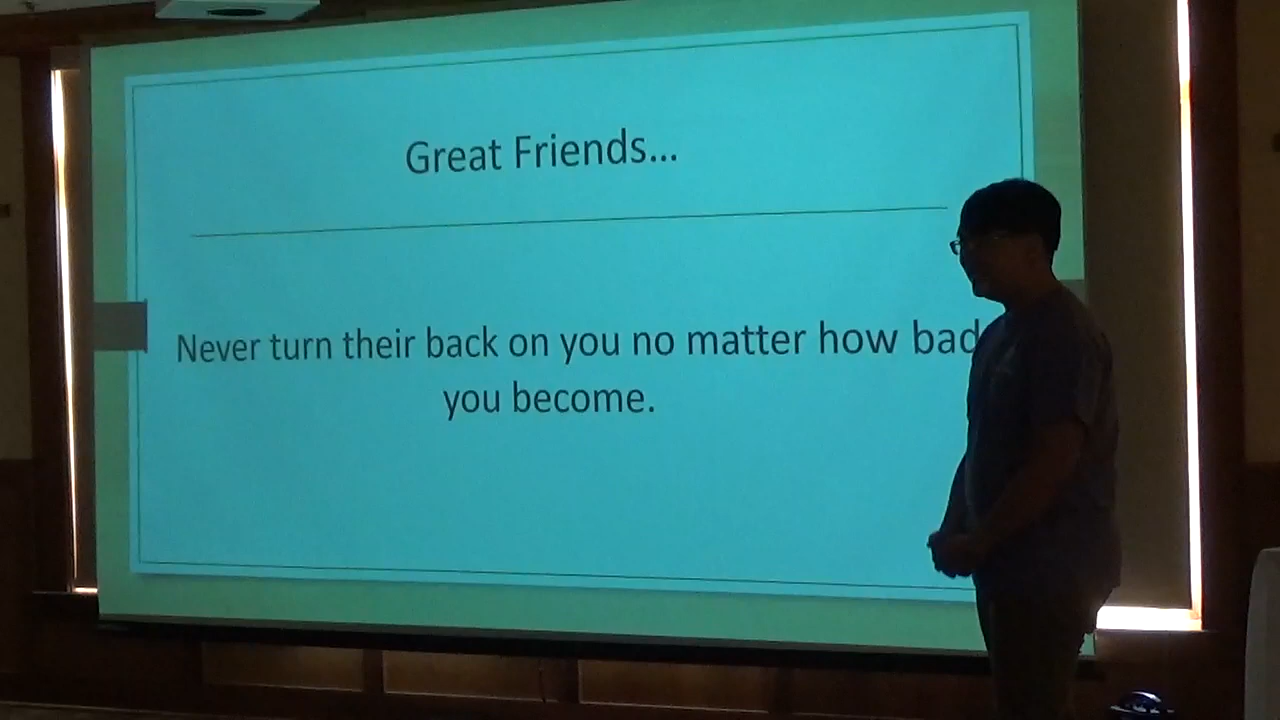 Great Friends...
Never turn their back on you no matter how bad
you become.